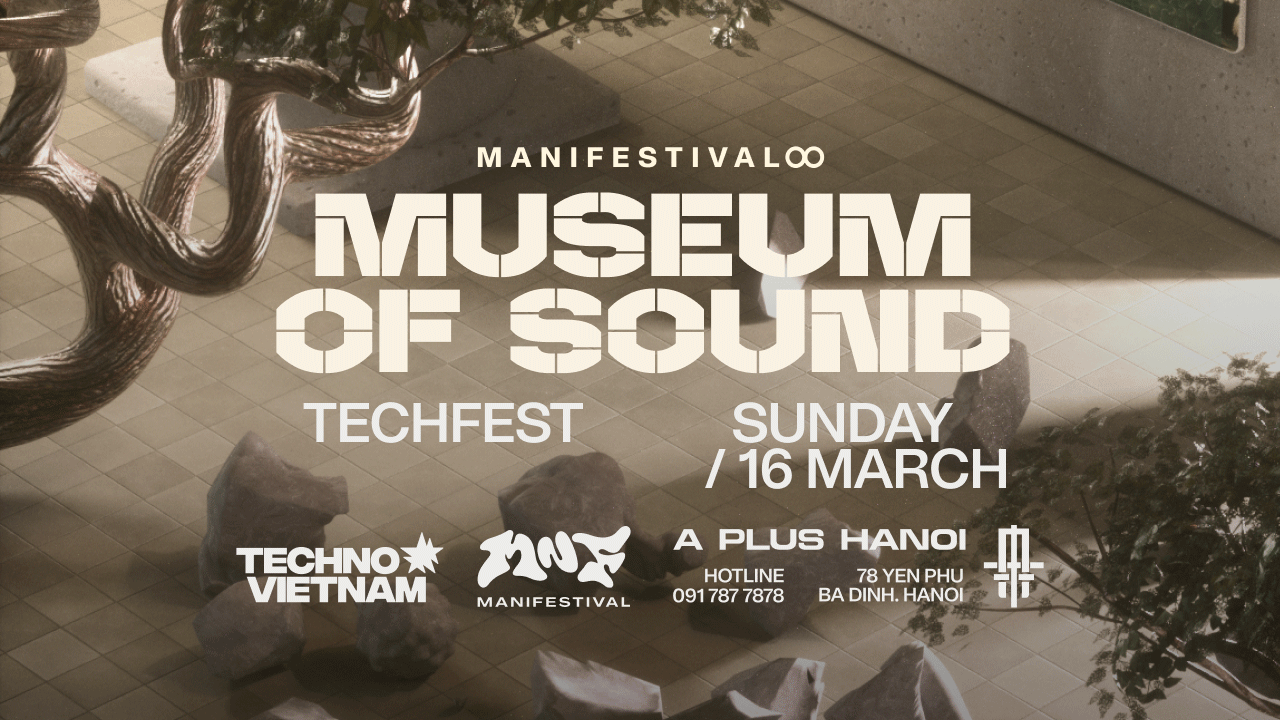 MANIFESTIVAL∞
MUSEUM
OF SOUND
TECHFEST
SUNDAY
/ 16 MARCH
TECHNO
VIETNAM
MNF
MANIFESTIVAL
A PLUS HANOI
HOTLINE
091 787 7878
78 YEN PHU
BA DINH. HANOI